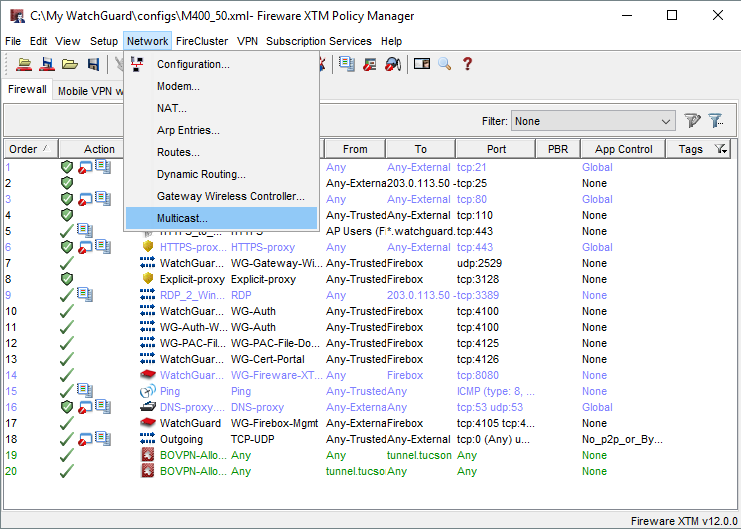 C:\My WatchGuard\configs\M400_50.xml- Fireware XTM Policy Manager
File Edit View Setup Network FireCluster VPN Subscription Services Help
Configuration...
Modem...
NAT...
Arp Entries...
Routes...
Dynamic Routing...
Gateway Wireless Controller...
Multicast...
Firewall Mobile VPN w
Filter: None
Order Action From To Port PBR App Control Tags
1 Any Any-External tcp:21 Global
2 Any-Externa 203.0.113.50 - tcp:25 None
3 Any Any-External tcp:80 Global
4 Any-Trusted tcp:110 None
5 AP Users (F *.watchguard. tcp:443 None
6 HTTPS-prox... HTTPS-proxy Any Any-External tcp:443 Global
7 WatchGuar... WG-Gateway-Wi... Any-Trusted Firebox udp:2529 None
8 Explicit-proxy Explicit-proxy Any-Trusted Firebox tcp:3128 None
9 RDP_2_Win... RDP Any 203.0.113.50 - tcp:3389 None
10 WatchGuar... WG-Auth Any-Trusted Firebox tcp:4100 None
11 WG-Auth-W... WG-Auth Any-Trusted Firebox tcp:4100 None
12 WG-PAC-Fil... WG-PAC-File-Do... Any-Trusted Firebox tcp:4125 None
13 WatchGuar... WG-Cert-Portal Any-Trusted Firebox tcp:4126 None
14 WatchGuar... WG-Fireware-XT... Any Firebox tcp:8080 None
15 Ping Ping Any-Trusted Any ICMP (type: 8, ... None
16 DNS-proxy.... DNS-proxy Any-Externa Any tcp:53 udp:53 Global
17 WatchGuard WG-Firebox-Mgmt Any-Trusted Firebox tcp:4105 tcp:4... None
18 Outgoing TCP-UDP Any-Trusted Any-External tcp:0 (Any) u... No_p2p_or_By...
19 BOVPN-Allo... Any Any tunnel.tucson Any None
20 BOVPN-Allo... Any tunnel.tucson Any Any None
Fireware XTM v12.0.0